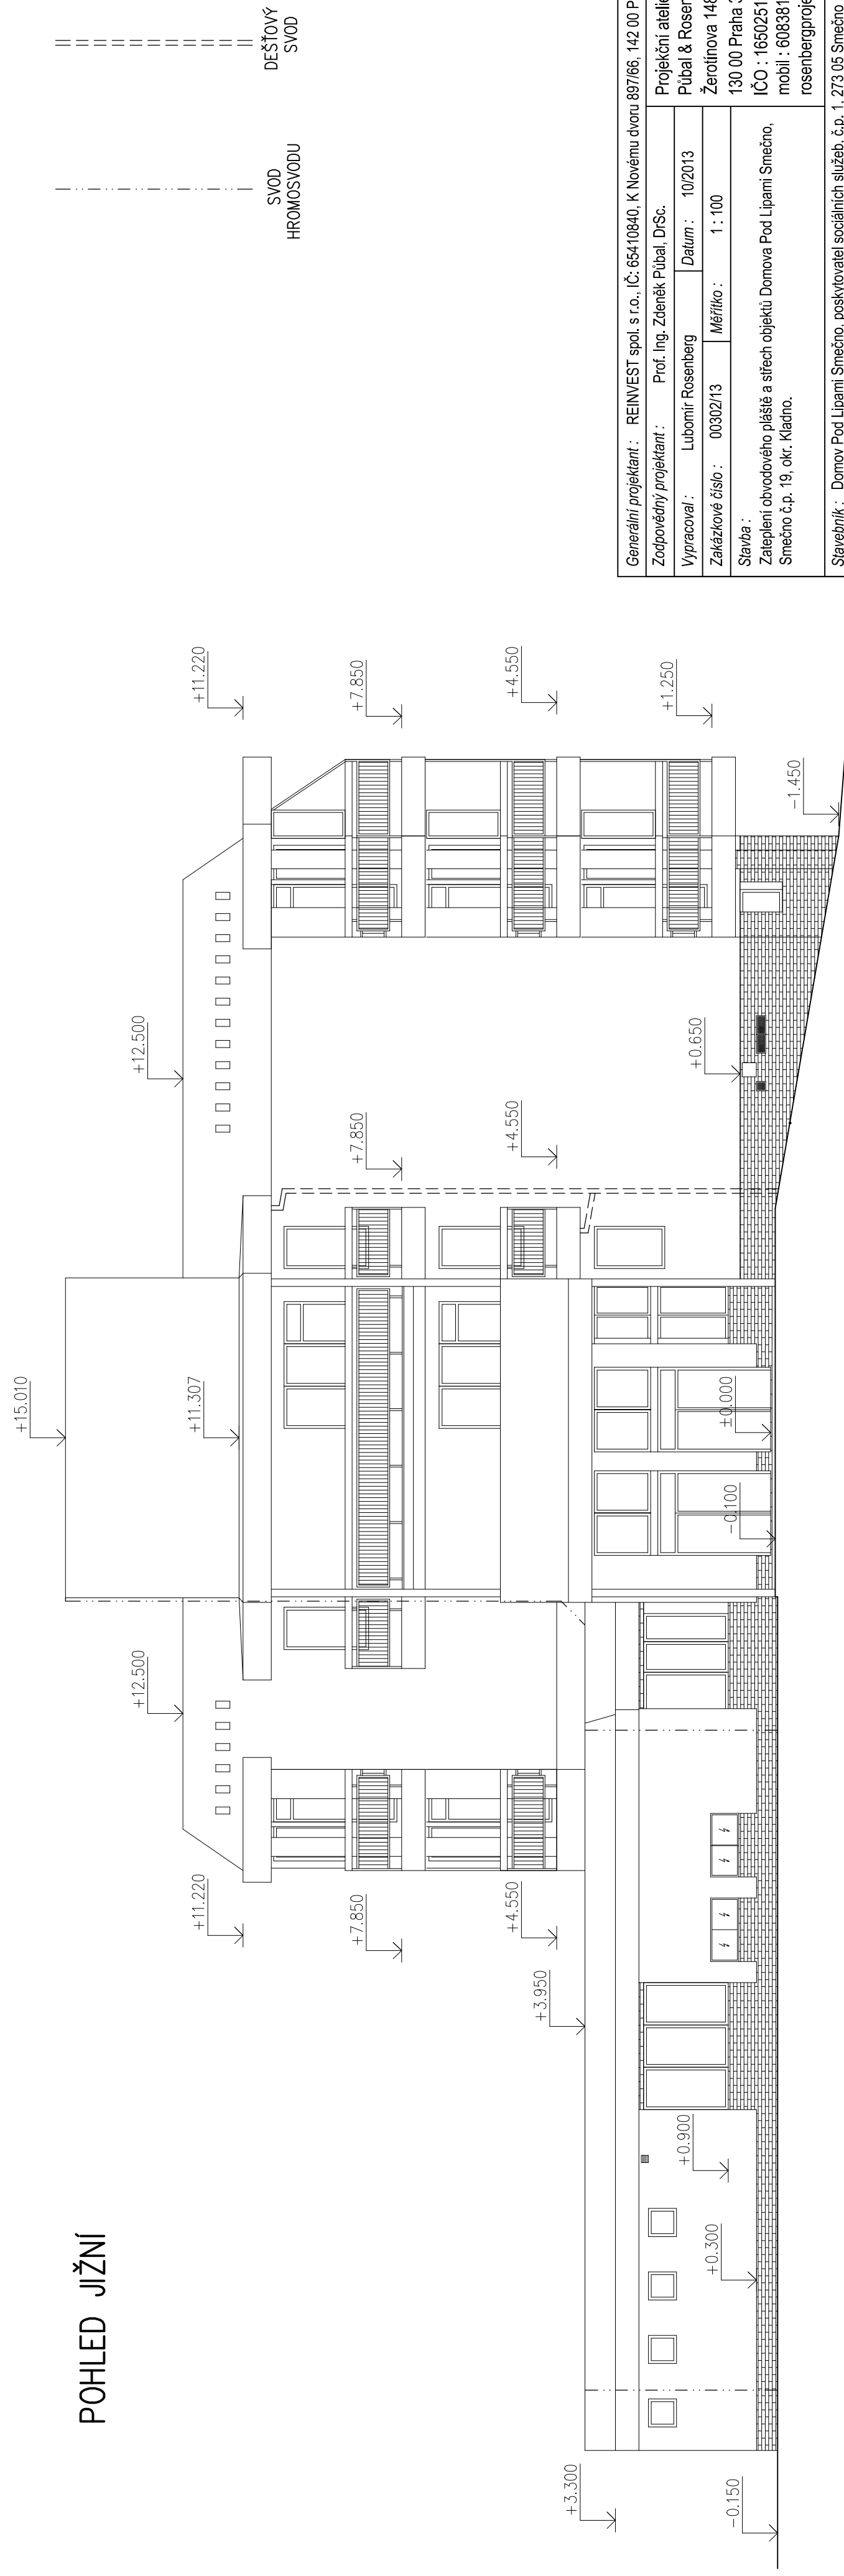 POHLED JIŽNÍ
+15.010
+12.500
+11.307
+12.500
+11.220
+11.220
+7.850
+7.850
+7.850
+4.550
+4.550
+4.550
+3.950
+3.300
+1.250
+0.650
+0.900
+0.300
±0.000
-0.100
-0.150
-1.450
SVOD
HROMOSVODU
DEŠŤOVÝ
SVOD
Generální projektant : REINVEST spol. s r.o., IČ: 65410840, K Novému dvoru 897/66, 142 00 P
Zodpovědný projektant : Prof. Ing. Zdeněk Půbal, DrSc.
Vypracoval : Lubomír Rosenberg Datum : 10/2013
Zakázkové číslo : 00302/13 Měřítko : 1 : 100
Stavba :
Zateplení obvodového pláště a střech objektů Domova Pod Lipami Smečno,
Smečno č.p. 19, okr. Kladno.
Projekční atelie
Půbal & Rosen
Žerotínova 148
130 00 Praha 3
IČO : 1650251
mobil : 608381
rosenbergproje
Stavebník : Domov Pod Lipami Smečno, poskytovatel sociálních služeb, č.p. 1, 273 05 Smečno